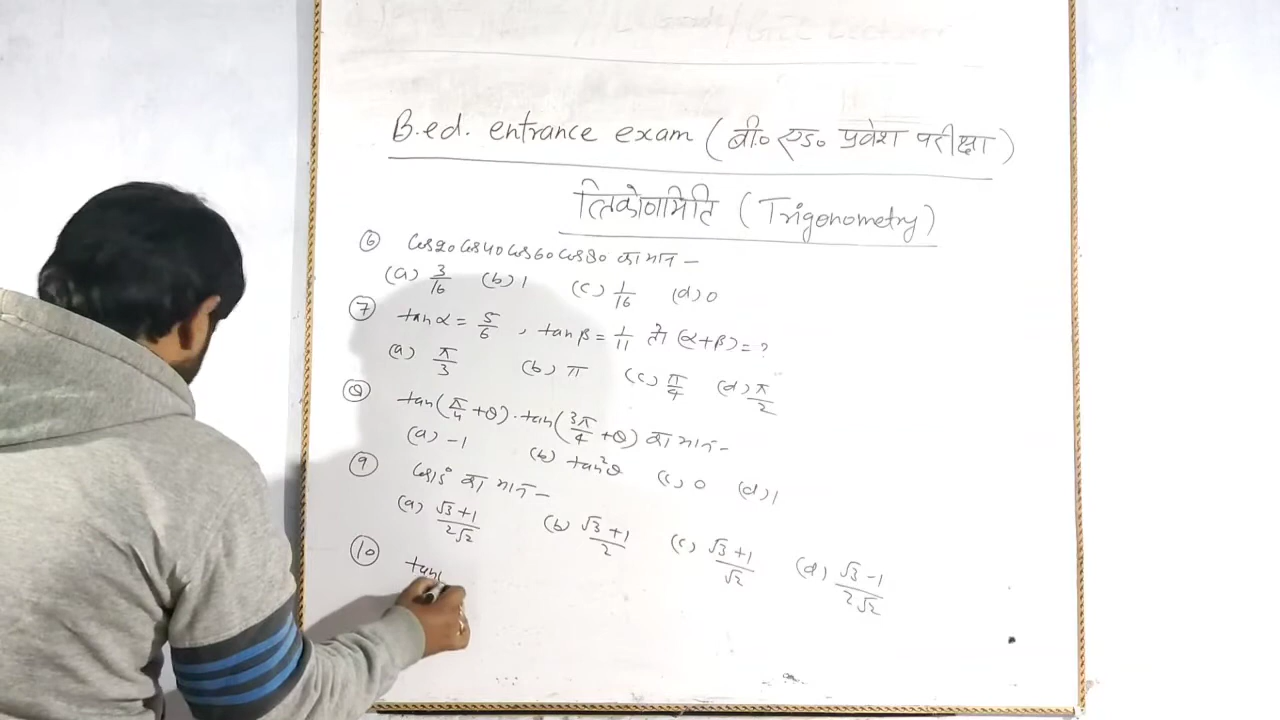 B.ed. entrance exam (बी० एड० प्रवेश परीक्षा)
त्रिकोणमिति (Trigonometry)
⑥ cos20 cos40 cos60 cos80 का मान –
(a) 3/16 (b) 1 (c) 1/16 (d) 0
⑦ tanα = 5/6 , tanβ = 1/11 तो (α+β) = ?
(a) π/3 (b) π (c) π/4 (d) π/2
⑧ tan(π/4 + θ) . tan(3π/4 + θ) का मान –
(a) -1 (b) tan²θ (c) 0 (d) 1
⑨ cos15° का मान –
(a) √3+1/2√2 (b) √3+1/2 (c) √3+1/√2 (d) √3-1/2√2
⑩ tan